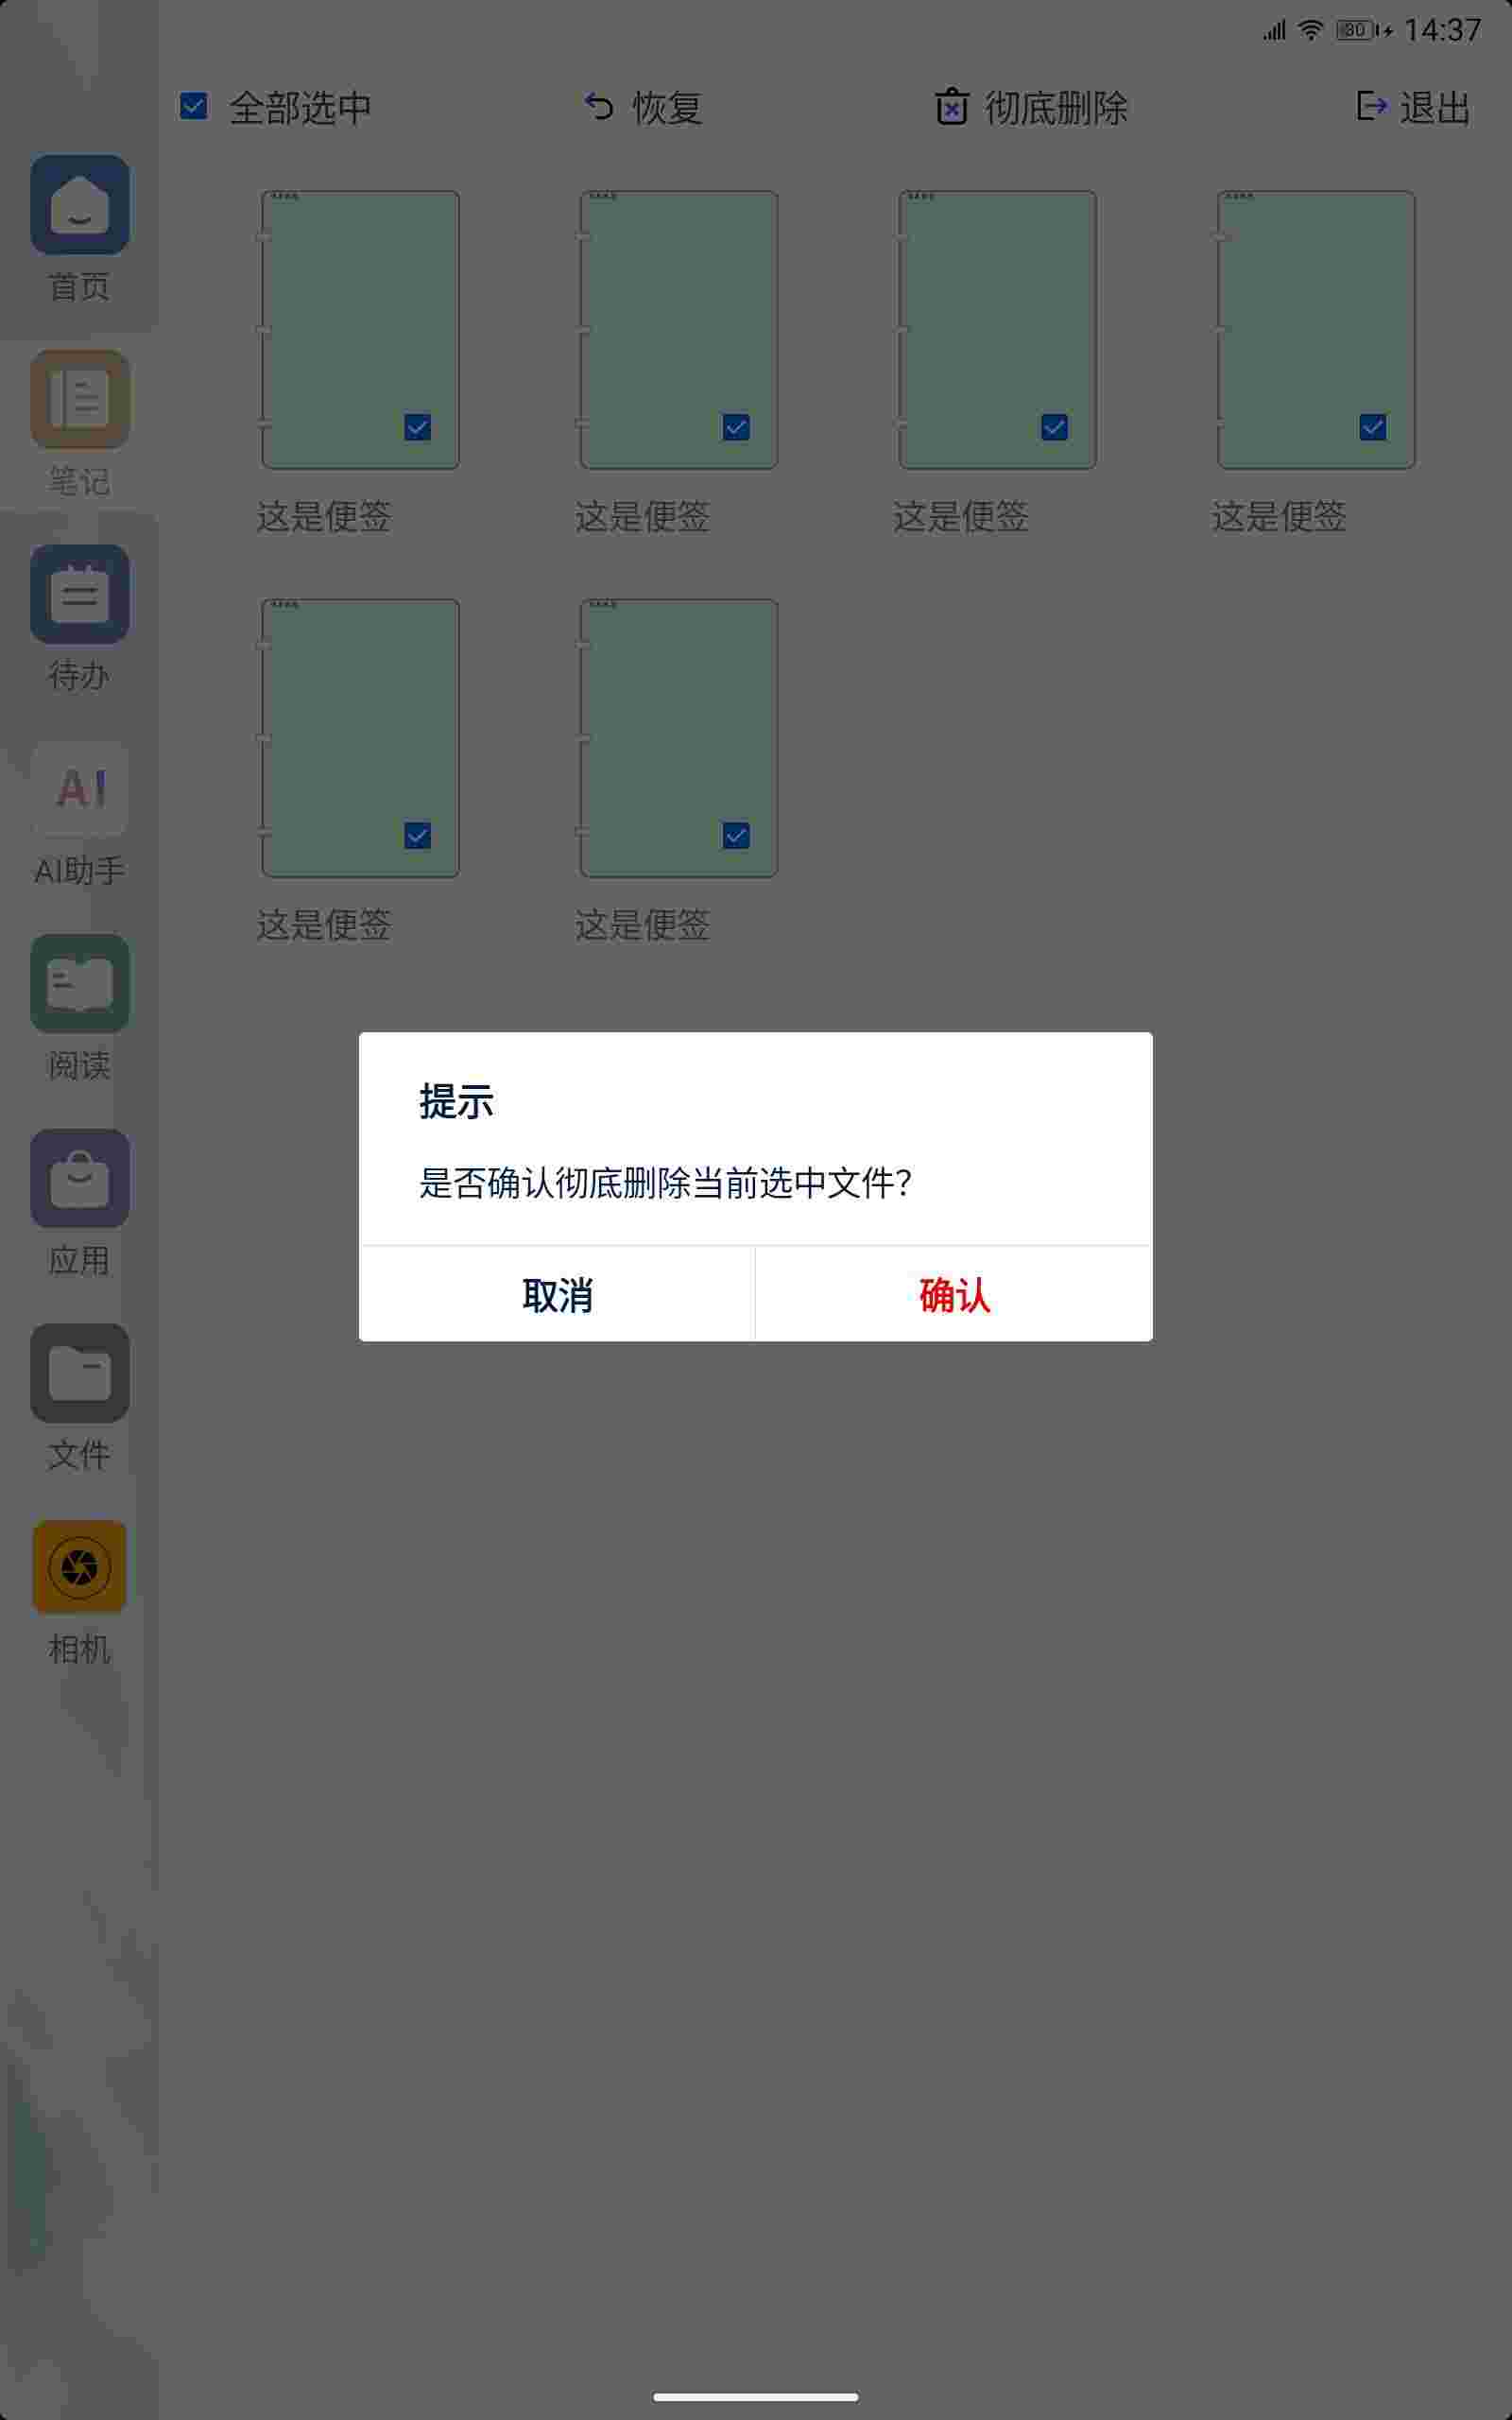 80 14:37
全部选中 恢复 彻底删除 退出
首页
笔记
待办
AI
AI助手
阅读
应用
文件
相机
这是便签 这是便签 这是便签 这是便签
这是便签 这是便签
提示
是否确认彻底删除当前选中文件?
取消 确认